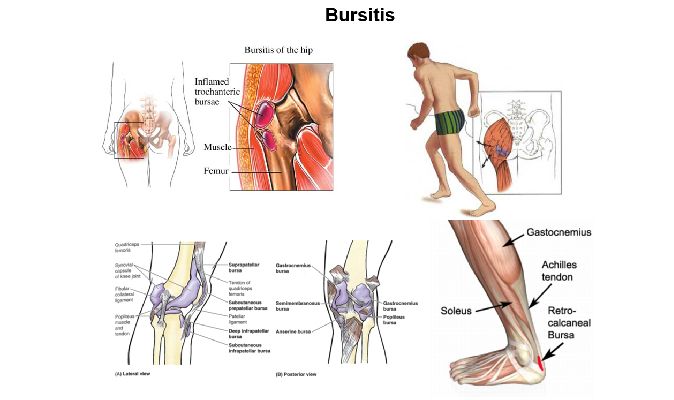 Bursitis
Bursitis of the hip
Inflamed
trochanteric
bursae
Muscle
Femur
Quadriceps
femoris
Synovial
capsule
of knee joint
Fibular
collateral
ligament
Popliteus
muscle
and
tendon
Suprapatellar
bursa
Tendon of
quadriceps
femoris
Subcutaneous
prepatellar bursa
Patellar
ligament
Deep infrapatellar
bursa
Subcutaneous
infrapatellar bursa
(A) Lateral view
Gastrocnemius
bursa
Semimembranosus
bursa
Anserine bursa
Gastrocnemius
bursa
Popliteus
bursa
(B) Posterior view
Gastocnemius
Achilles
tendon
Soleus
Retro-
calcaneal
Bursa